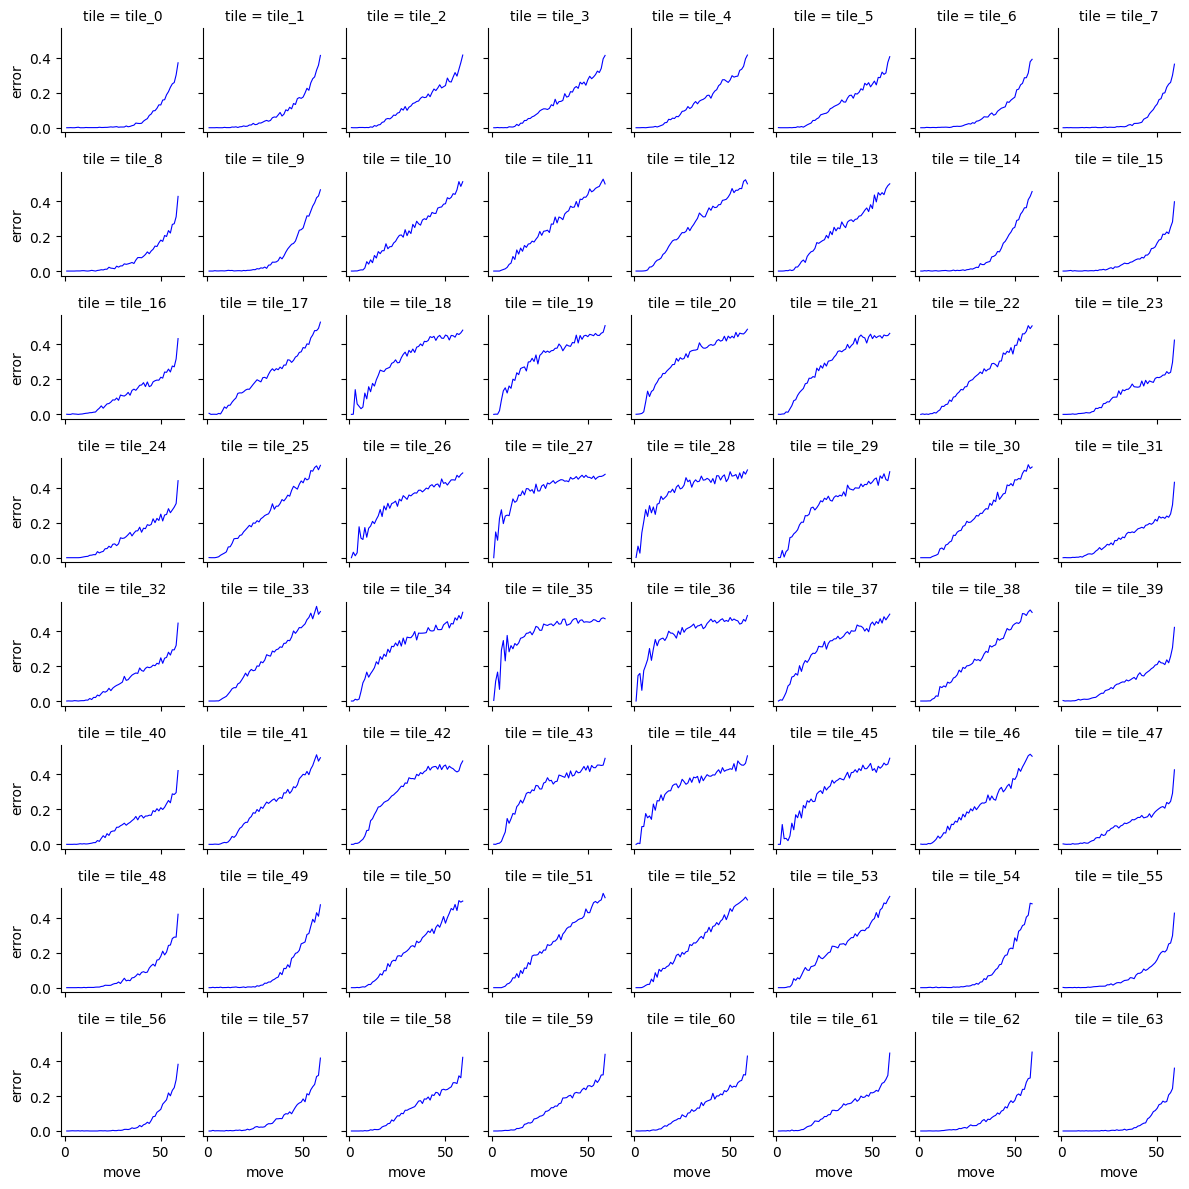 tile = tile_0 tile = tile_1 tile = tile_2 tile = tile_3 tile = tile_4 tile = tile_5 tile = tile_6 tile = tile_7
0.4
error
0.2
0.0
tile = tile_8 tile = tile_9 tile = tile_10 tile = tile_11 tile = tile_12 tile = tile_13 tile = tile_14 tile = tile_15
0.4
error
0.2
0.0
tile = tile_16 tile = tile_17 tile = tile_18 tile = tile_19 tile = tile_20 tile = tile_21 tile = tile_22 tile = tile_23
0.4
error
0.2
0.0
tile = tile_24 tile = tile_25 tile = tile_26 tile = tile_27 tile = tile_28 tile = tile_29 tile = tile_30 tile = tile_31
0.4
error
0.2
0.0
tile = tile_32 tile = tile_33 tile = tile_34 tile = tile_35 tile = tile_36 tile = tile_37 tile = tile_38 tile = tile_39
0.4
error
0.2
0.0
tile = tile_40 tile = tile_41 tile = tile_42 tile = tile_43 tile = tile_44 tile = tile_45 tile = tile_46 tile = tile_47
0.4
error
0.2
0.0
tile = tile_48 tile = tile_49 tile = tile_50 tile = tile_51 tile = tile_52 tile = tile_53 tile = tile_54 tile = tile_55
0.4
error
0.2
0.0
tile = tile_56 tile = tile_57 tile = tile_58 tile = tile_59 tile = tile_60 tile = tile_61 tile = tile_62 tile = tile_63
0.4
error
0.2
0.0
0 50 0 50 0 50 0 50 0 50 0 50 0 50 0 50
move move move move move move move move